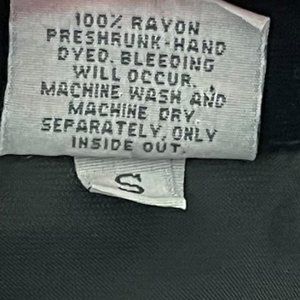 100% RAYON
PRESHRUNK-HAND
DYED. BLEEDING
WILL OCCUR.
MACHINE WASH AND
MACHINE DRY
SEPARATELY, ONLY
INSIDE OUT.
S